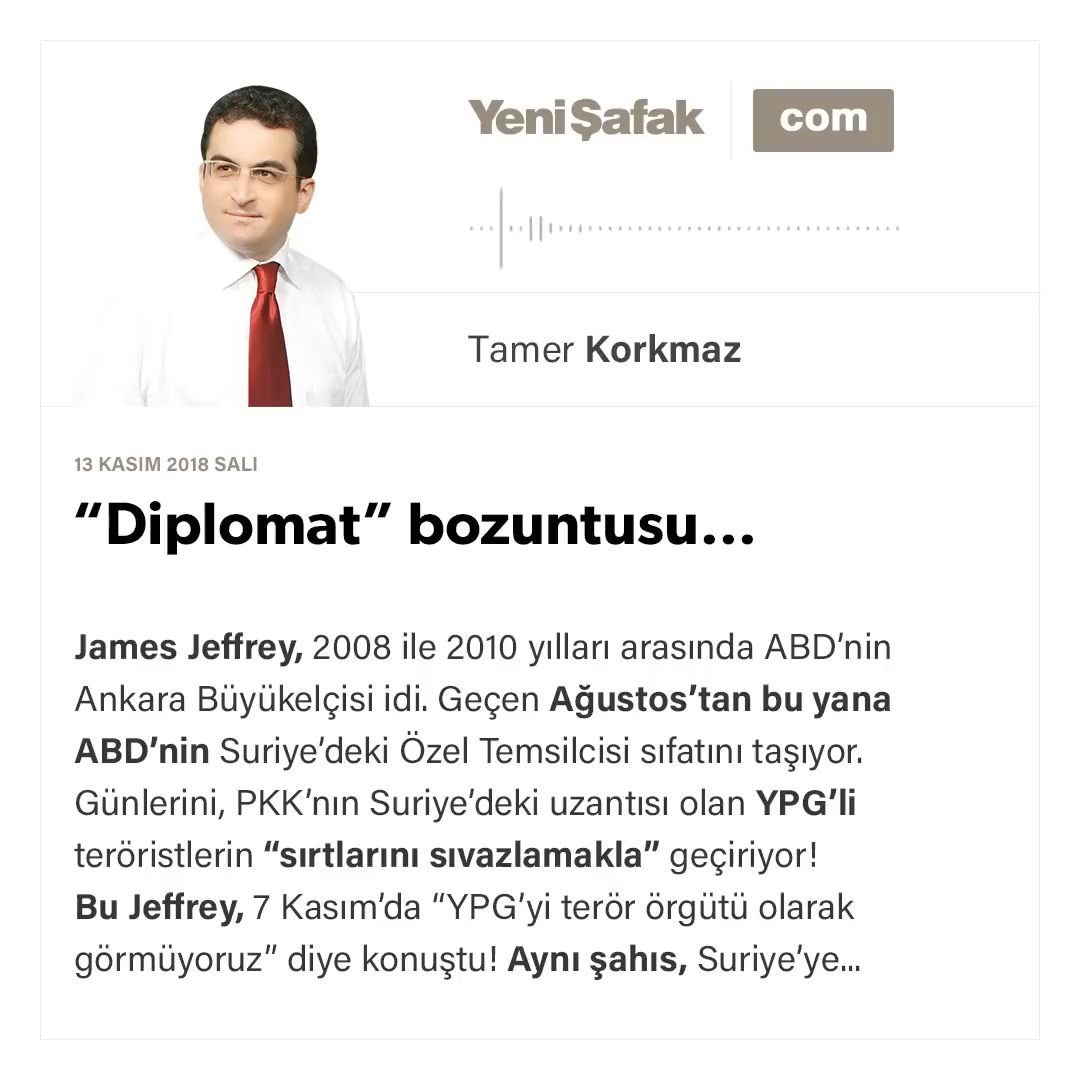 YeniŞafak com
Tamer Korkmaz
13 KASIM 2018 SALI
“Diplomat” bozuntusu...
James Jeffrey, 2008 ile 2010 yılları arasında ABD’nin
Ankara Büyükelçisi idi. Geçen Ağustos’tan bu yana
ABD’nin Suriye’deki Özel Temsilcisi sıfatını taşıyor.
Günlerini, PKK’nın Suriye’deki uzantısı olan YPG’li
teröristlerin “sırtlarını sıvazlamakla” geçiriyor!
Bu Jeffrey, 7 Kasım’da “YPG’yi terör örgütü olarak
görmüyoruz” diye konuştu! Aynı şahıs, Suriye’ye...